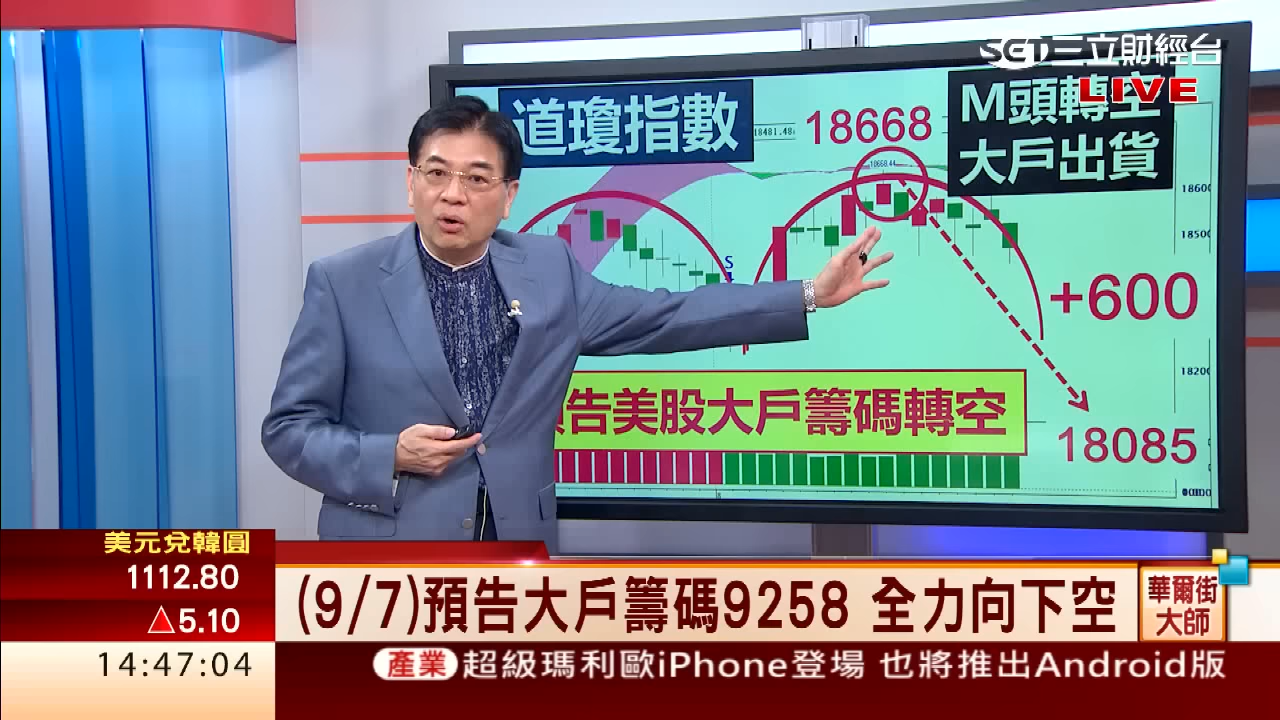 SET三立財經台
LIVE
道瓊指數
18481.48
18668
M頭轉空
大戶出貨
18668.44
18600
18500
S
+600
18200
預告美股大戶籌碼轉空
18085
美元兌韓圓
1112.80
△5.10
14:47:04
(9/7)預告大戶籌碼9258 全力向下空
華爾街
大師
產業 超級瑪利歐iPhone登場 也將推出Android版